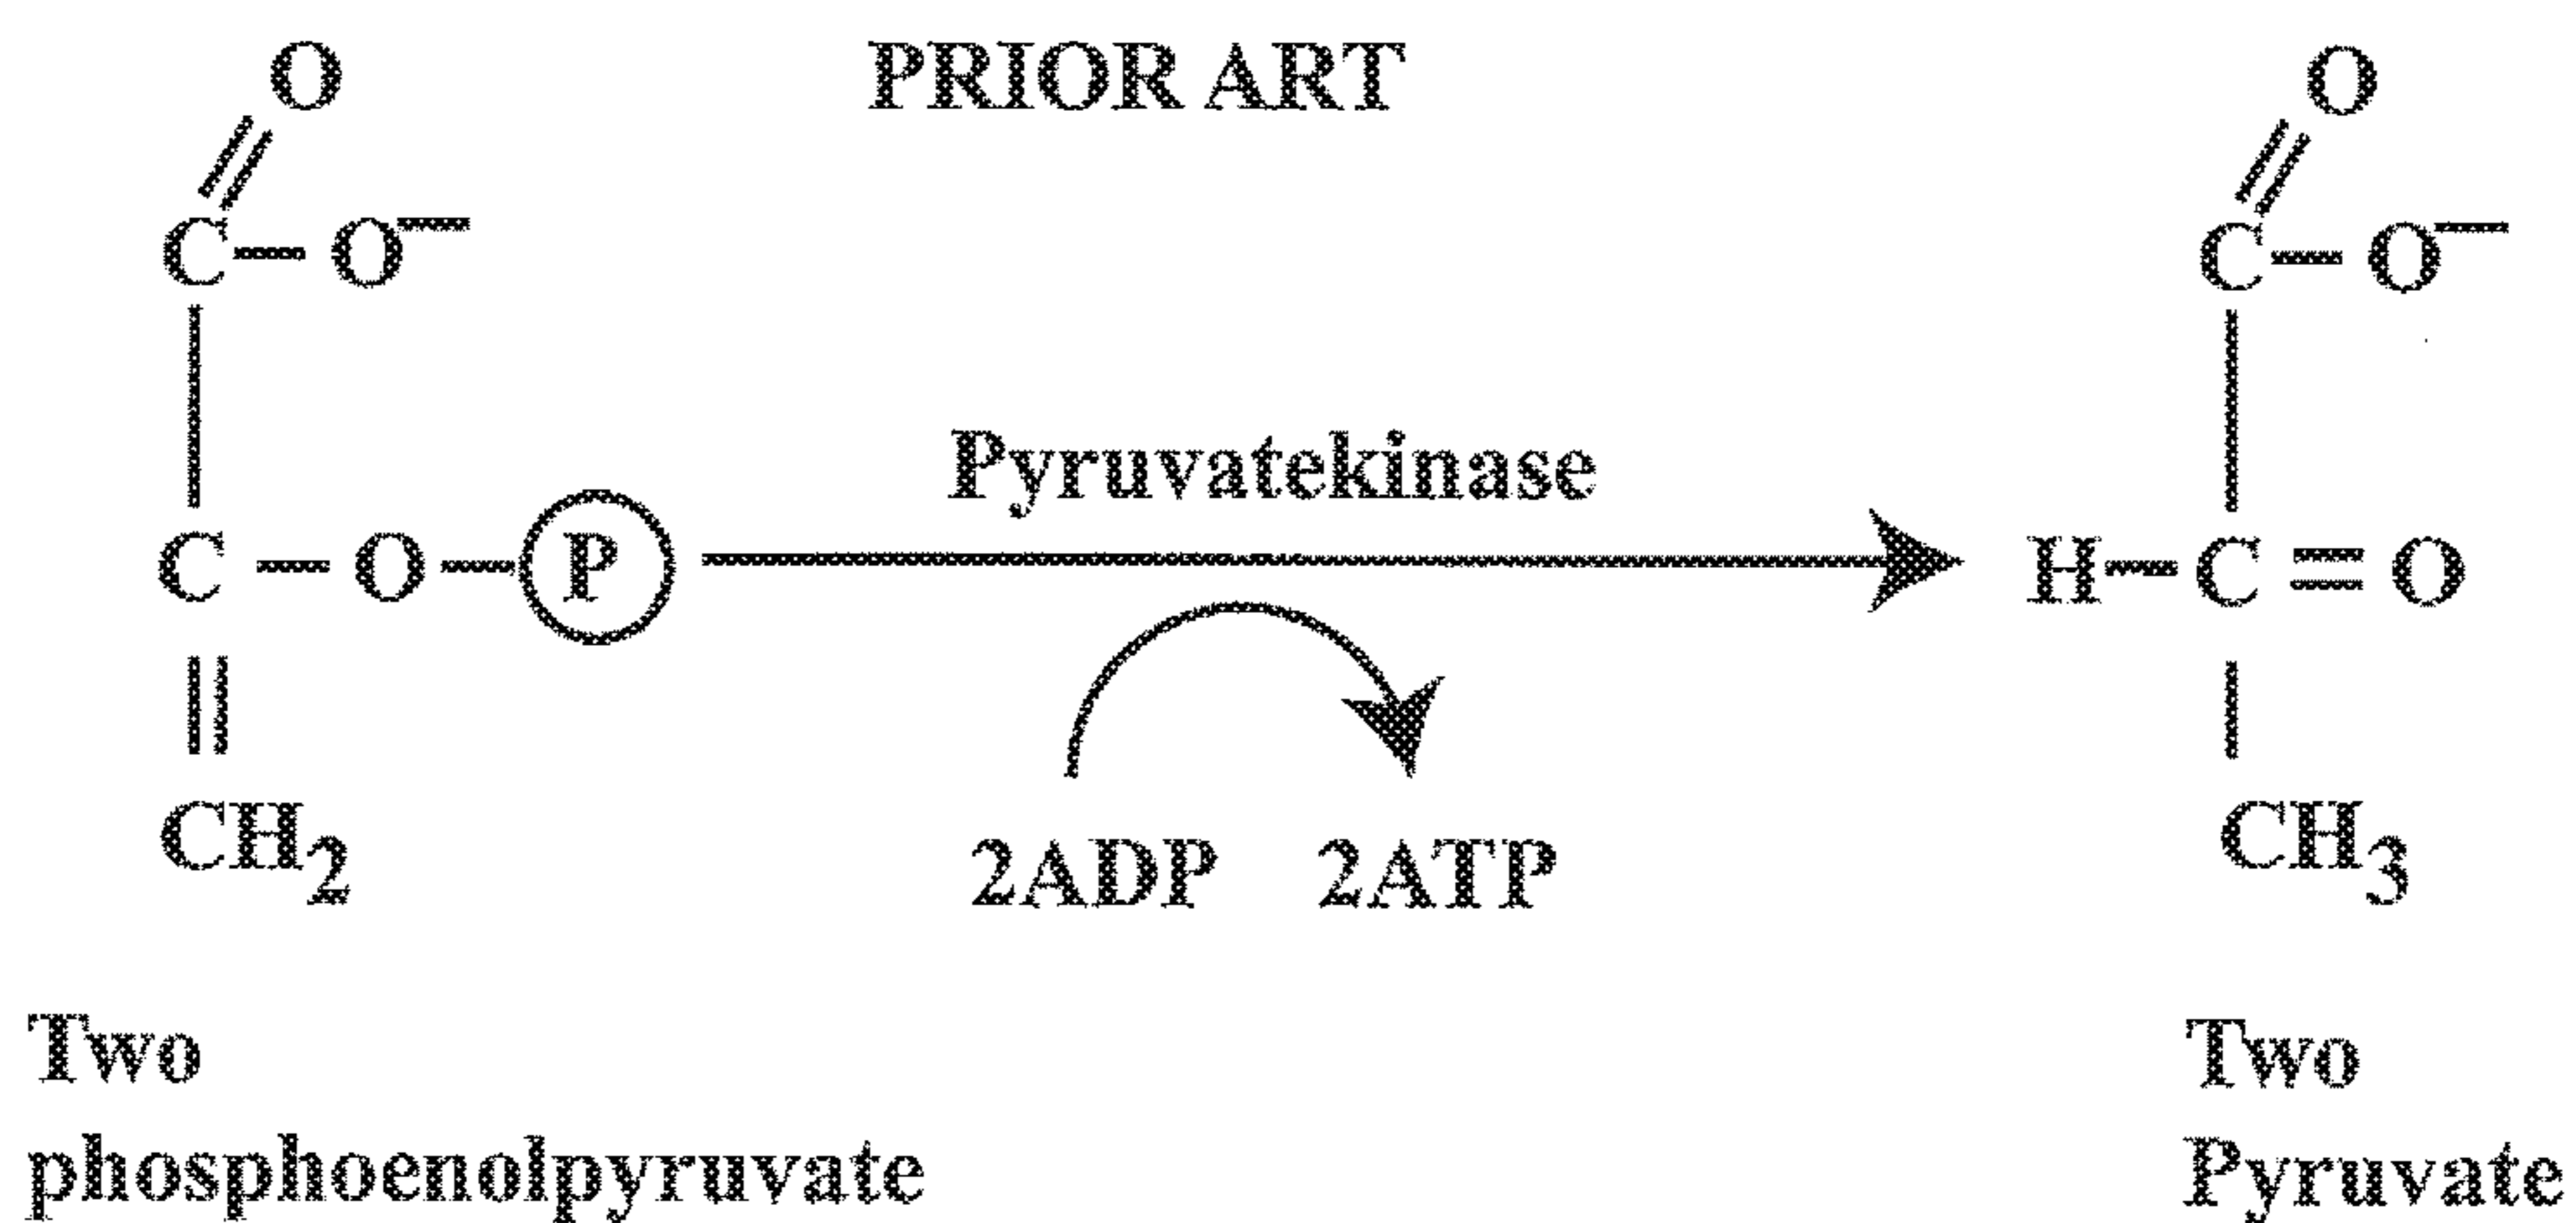 PRIOR ART
O
C – O⁻
C – O – P
CH₂
Pyruvatekinase
2ADP 2ATP
O
C – O⁻
H – C = O
CH₃
Two
phosphoenolpyruvate
Two
Pyruvate